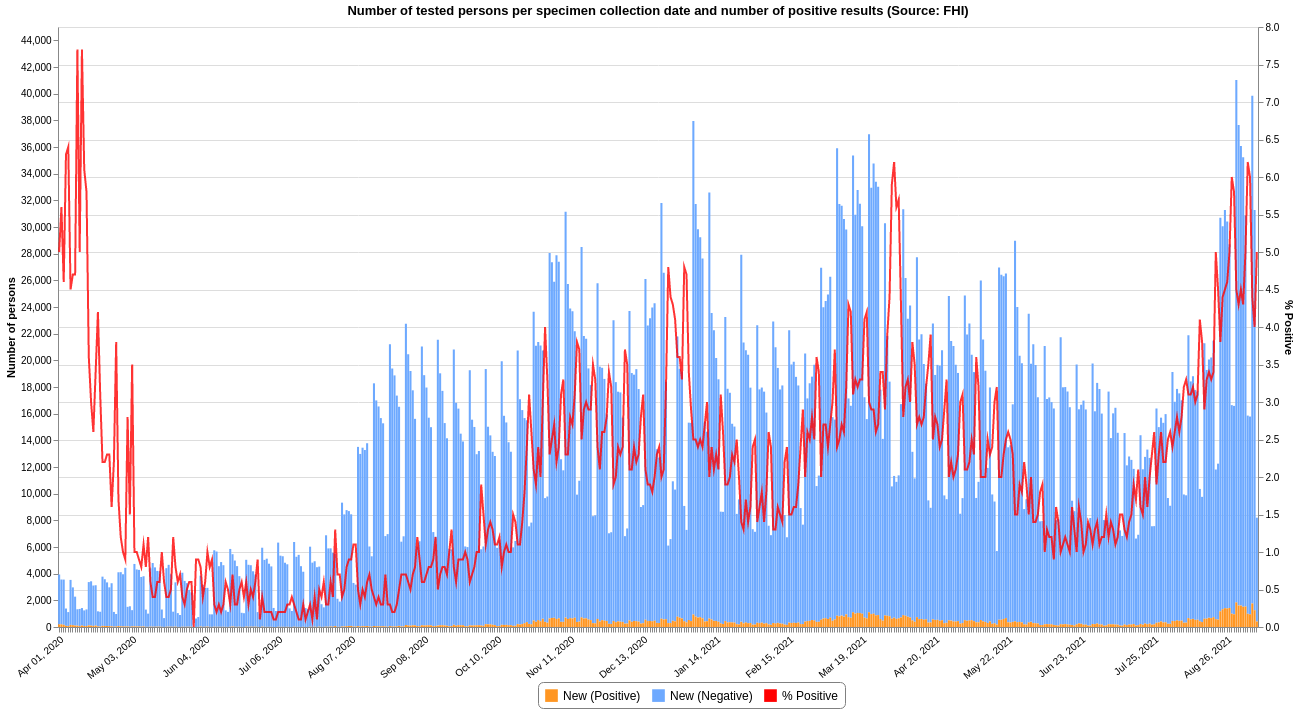 Number of tested persons per specimen collection date and number of positive results (Source: FHI)
Number of persons
44,000
42,000
40,000
38,000
36,000
34,000
32,000
30,000
28,000
26,000
24,000
22,000
20,000
18,000
16,000
14,000
12,000
10,000
8,000
6,000
4,000
2,000
0
8.0
7.5
7.0
6.5
6.0
5.5
5.0
4.5
4.0
3.5
3.0
2.5
2.0
1.5
1.0
0.5
0.0
% Positive
Apr 01, 2020
May 03, 2020
Jun 04, 2020
Jul 06, 2020
Aug 07, 2020
Sep 08, 2020
Oct 10, 2020
Nov 11, 2020
Dec 13, 2020
Jan 14, 2021
Feb 15, 2021
Mar 19, 2021
Apr 20, 2021
May 22, 2021
Jun 23, 2021
Jul 25, 2021
Aug 26, 2021
New (Positive)
New (Negative)
% Positive